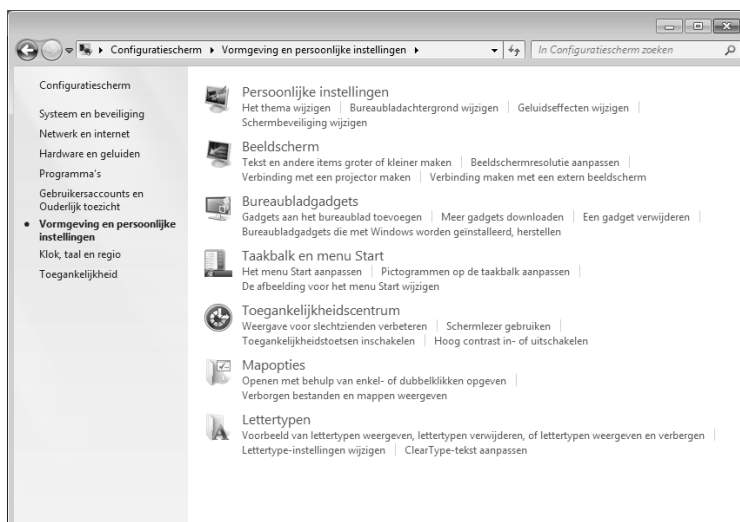 Configuratiescherm ▸ Vormgeving en persoonlijke instellingen ▸
In Configuratiescherm zoeken
Configuratiescherm
Systeem en beveiliging
Netwerk en internet
Hardware en geluiden
Programma's
Gebruikersaccounts en
Ouderlijk toezicht
• Vormgeving en persoonlijke
instellingen
Klok, taal en regio
Toegankelijkheid
Persoonlijke instellingen
Het thema wijzigen | Bureaubladachtergrond wijzigen | Geluidseffecten wijzigen |
Schermbeveiliging wijzigen
Beeldscherm
Tekst en andere items groter of kleiner maken | Beeldschermresolutie aanpassen |
Verbinding met een projector maken | Verbinding maken met een extern beeldscherm
Bureaubladgadgets
Gadgets aan het bureaublad toevoegen | Meer gadgets downloaden | Een gadget verwijderen |
Bureaubladgadgets die met Windows worden geïnstalleerd, herstellen
Taakbalk en menu Start
Het menu Start aanpassen | Pictogrammen op de taakbalk aanpassen |
De afbeelding voor het menu Start wijzigen
Toegankelijkheidscentrum
Weergave voor slechtzienden verbeteren | Schermlezer gebruiken |
Toegankelijkheidstoetsen inschakelen | Hoog contrast in- of uitschakelen
Mapopties
Openen met behulp van enkel- of dubbelklikken opgeven |
Verborgen bestanden en mappen weergeven
Lettertypen
Voorbeeld van lettertypen weergeven, lettertypen verwijderen, of lettertypen weergeven en verbergen |
Lettertype-instellingen wijzigen | ClearType-tekst aanpassen